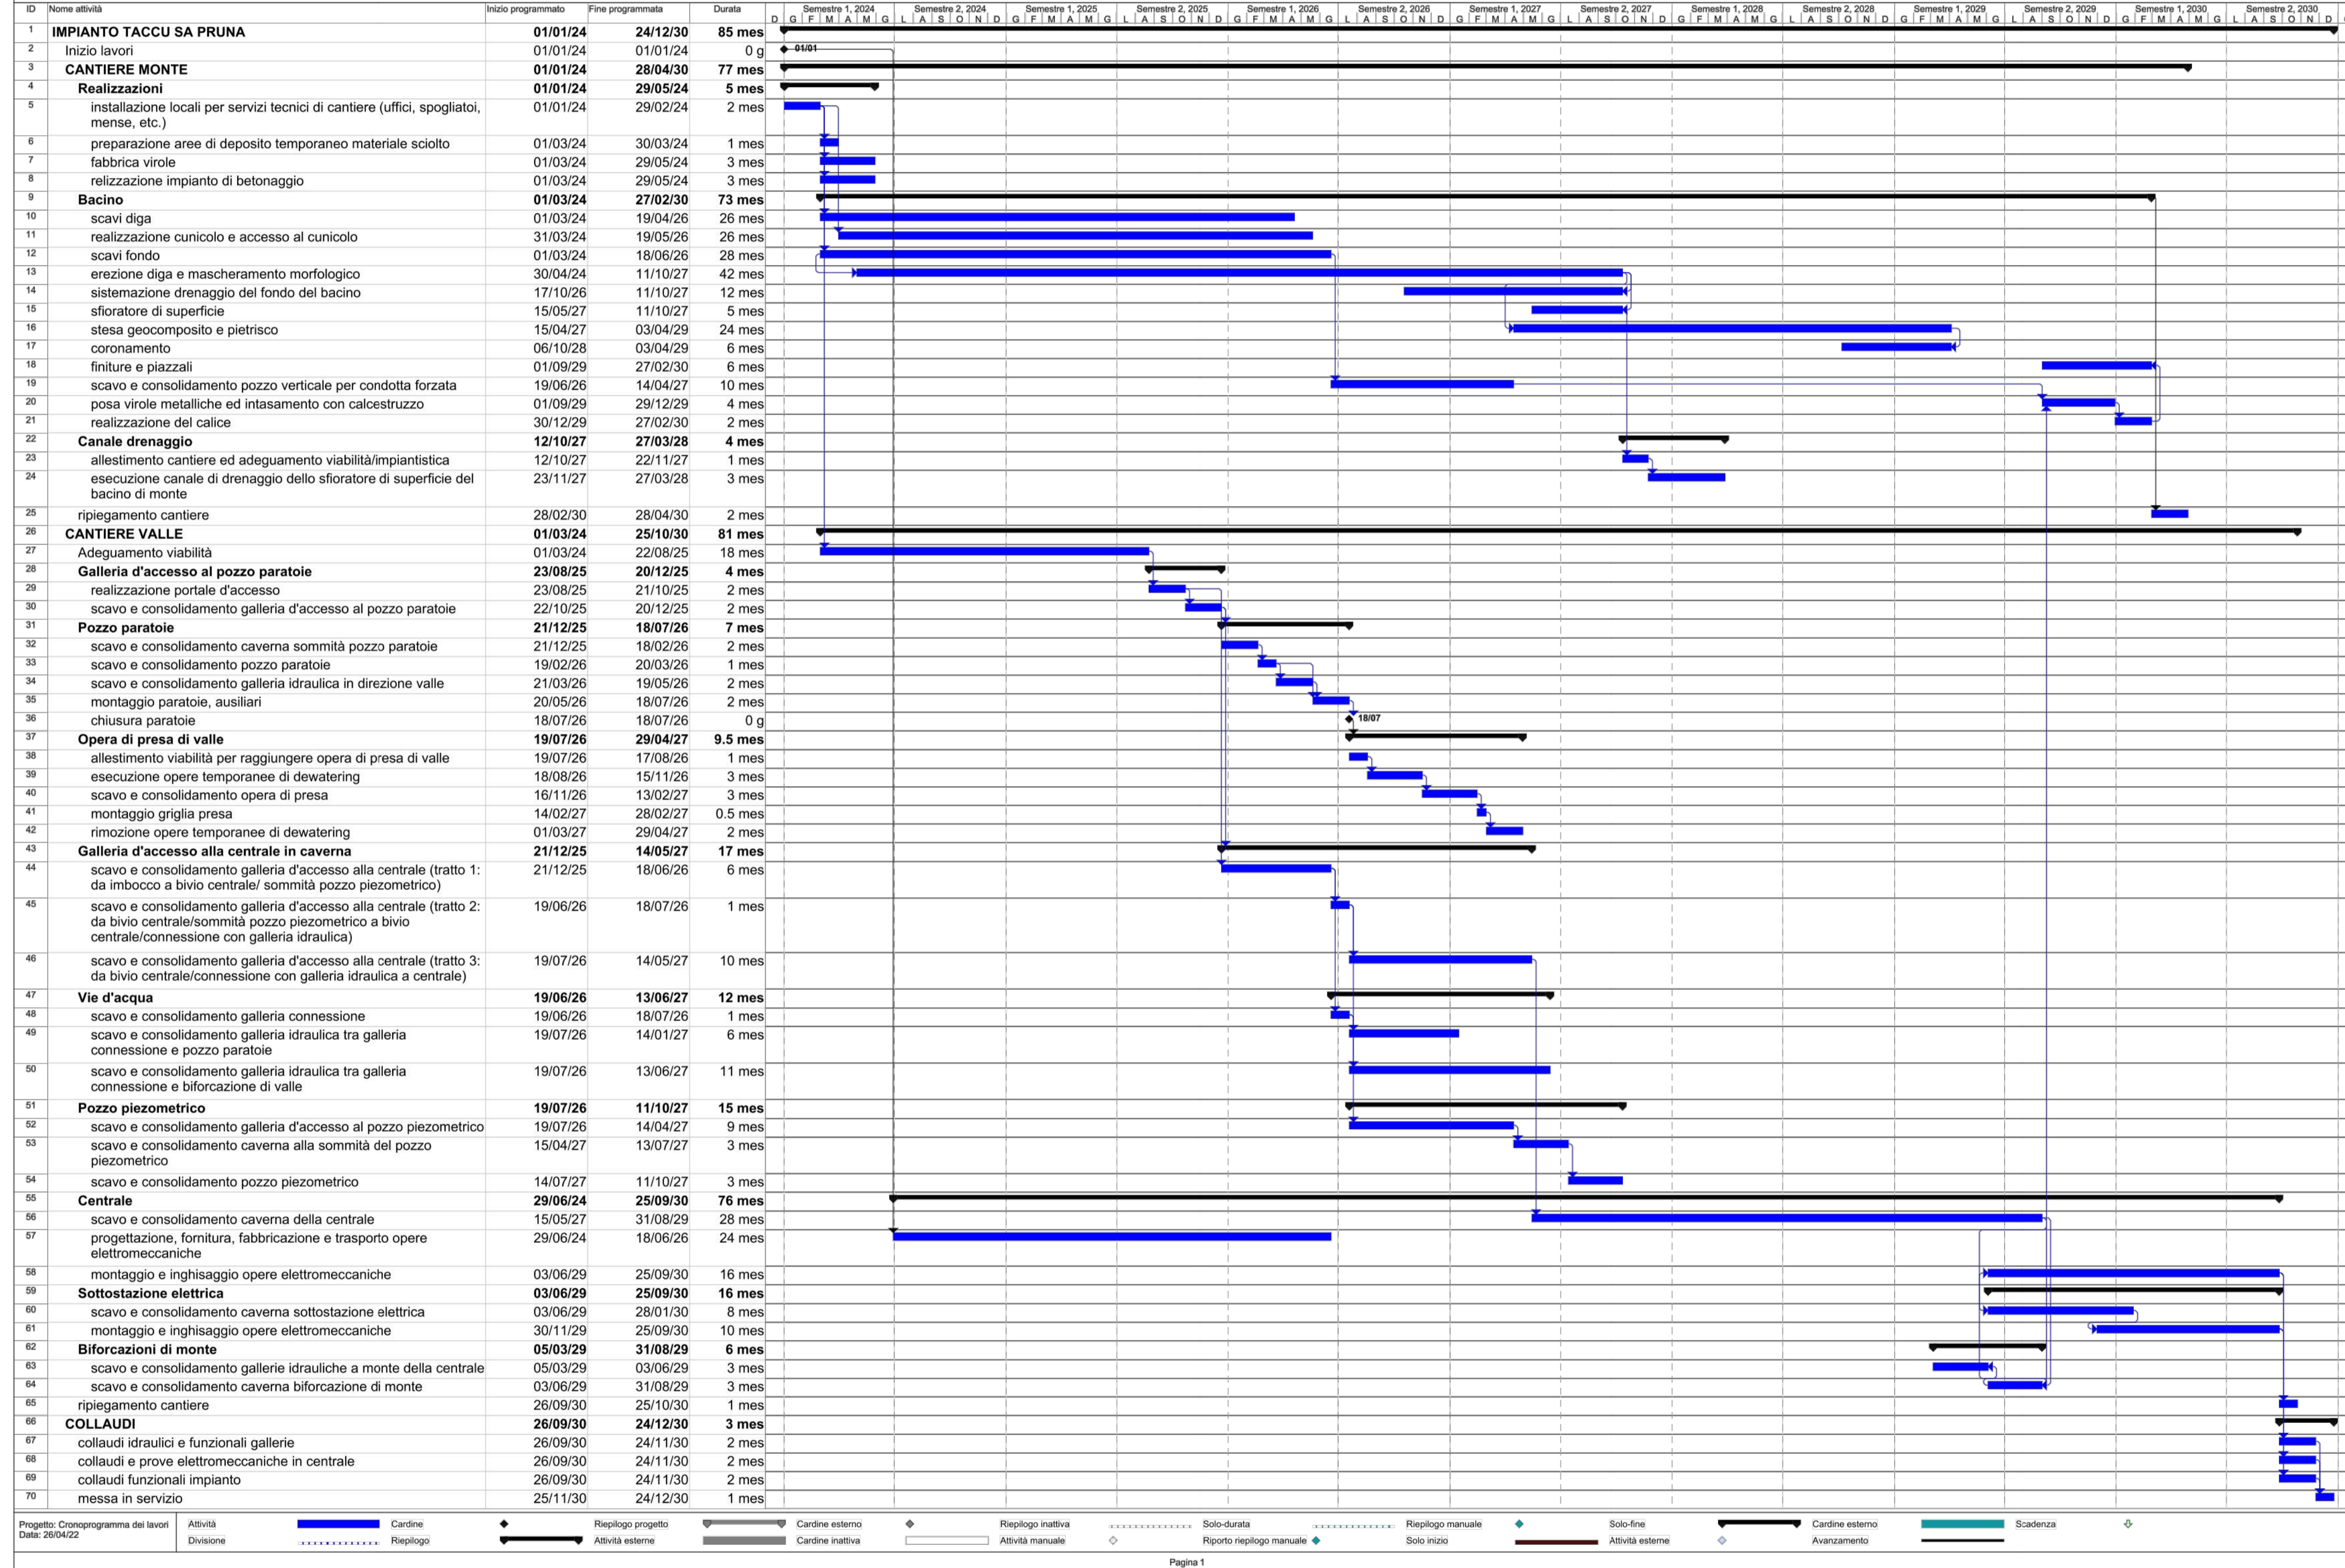 ID Nome attività Inizio programmato Fine programmata Durata Semestre 1, 2024 Semestre 2, 2024 Semestre 1, 2025 Semestre 2, 2025 Semestre 1, 2026 Semestre 2, 2026 Semestre 1, 2027 Semestre 2, 2027 Semestre 1, 2028 Semestre 2, 2028 Semestre 1, 2029 Semestre 2, 2029 Semestre 1, 2030 Semestre 2, 2030
D G F M A M G L A S O N D G F M A M G L A S O N D G F M A M G L A S O N D G F M A M G L A S O N D G F M A M G L A S O N D G F M A M G L A S O N D G F M A M G L A S O N D
1 IMPIANTO TACCU SA PRUNA 01/01/24 24/12/30 85 mes
2 Inizio lavori 01/01/24 01/01/24 0 g 01/01
3 CANTIERE MONTE 01/01/24 28/04/30 77 mes
4 Realizzazioni 01/01/24 29/05/24 5 mes
5 installazione locali per servizi tecnici di cantiere (uffici, spogliatoi, 01/01/24 29/02/24 2 mes
mense, etc.)
6 preparazione aree di deposito temporaneo materiale sciolto 01/03/24 30/03/24 1 mes
7 fabbrica virole 01/03/24 29/05/24 3 mes
8 relizzazione impianto di betonaggio 01/03/24 29/05/24 3 mes
9 Bacino 01/03/24 27/02/30 73 mes
10 scavi diga 01/03/24 19/04/26 26 mes
11 realizzazione cunicolo e accesso al cunicolo 31/03/24 19/05/26 26 mes
12 scavi fondo 01/03/24 18/06/26 28 mes
13 erezione diga e mascheramento morfologico 30/04/24 11/10/27 42 mes
14 sistemazione drenaggio del fondo del bacino 17/10/26 11/10/27 12 mes
15 sfioratore di superficie 15/05/27 11/10/27 5 mes
16 stesa geocomposito e pietrisco 15/04/27 03/04/29 24 mes
17 coronamento 06/10/28 03/04/29 6 mes
18 finiture e piazzali 01/09/29 27/02/30 6 mes
19 scavo e consolidamento pozzo verticale per condotta forzata 19/06/26 14/04/27 10 mes
20 posa virole metalliche ed intasamento con calcestruzzo 01/09/29 29/12/29 4 mes
21 realizzazione del calice 30/12/29 27/02/30 2 mes
22 Canale drenaggio 12/10/27 27/03/28 4 mes
23 allestimento cantiere ed adeguamento viabilità/impiantistica 12/10/27 22/11/27 1 mes
24 esecuzione canale di drenaggio dello sfioratore di superficie del 23/11/27 27/03/28 3 mes
bacino di monte
25 ripiegamento cantiere 28/02/30 28/04/30 2 mes
26 CANTIERE VALLE 01/03/24 25/10/30 81 mes
27 Adeguamento viabilità 01/03/24 22/08/25 18 mes
28 Galleria d'accesso al pozzo paratoie 23/08/25 20/12/25 4 mes
29 realizzazione portale d'accesso 23/08/25 21/10/25 2 mes
30 scavo e consolidamento galleria d'accesso al pozzo paratoie 22/10/25 20/12/25 2 mes
31 Pozzo paratoie 21/12/25 18/07/26 7 mes
32 scavo e consolidamento caverna sommità pozzo paratoie 21/12/25 18/02/26 2 mes
33 scavo e consolidamento pozzo paratoie 19/02/26 20/03/26 1 mes
34 scavo e consolidamento galleria idraulica in direzione valle 21/03/26 19/05/26 2 mes
35 montaggio paratoie, ausiliari 20/05/26 18/07/26 2 mes
36 chiusura paratoie 18/07/26 18/07/26 0 g 18/07
37 Opera di presa di valle 19/07/26 29/04/27 9.5 mes
38 allestimento viabilità per raggiungere opera di presa di valle 19/07/26 17/08/26 1 mes
39 esecuzione opere temporanee di dewatering 18/08/26 15/11/26 3 mes
40 scavo e consolidamento opera di presa 16/11/26 13/02/27 3 mes
41 montaggio griglia presa 14/02/27 28/02/27 0.5 mes
42 rimozione opere temporanee di dewatering 01/03/27 29/04/27 2 mes
43 Galleria d'accesso alla centrale in caverna 21/12/25 14/05/27 17 mes
44 scavo e consolidamento galleria d'accesso alla centrale (tratto 1: 21/12/25 18/06/26 6 mes
da imbocco a bivio centrale/ sommità pozzo piezometrico)
45 scavo e consolidamento galleria d'accesso alla centrale (tratto 2: 19/06/26 18/07/26 1 mes
da bivio centrale/sommità pozzo piezometrico a bivio
centrale/connessione con galleria idraulica)
46 scavo e consolidamento galleria d'accesso alla centrale (tratto 3: 19/07/26 14/05/27 10 mes
da bivio centrale/connessione con galleria idraulica a centrale)
47 Vie d'acqua 19/06/26 13/06/27 12 mes
48 scavo e consolidamento galleria connessione 19/06/26 18/07/26 1 mes
49 scavo e consolidamento galleria idraulica tra galleria 19/07/26 14/01/27 6 mes
connessione e pozzo paratoie
50 scavo e consolidamento galleria idraulica tra galleria 19/07/26 13/06/27 11 mes
connessione e biforcazione di valle
51 Pozzo piezometrico 19/07/26 11/10/27 15 mes
52 scavo e consolidamento galleria d'accesso al pozzo piezometrico 19/07/26 14/04/27 9 mes
53 scavo e consolidamento caverna alla sommità del pozzo 15/04/27 13/07/27 3 mes
piezometrico
54 scavo e consolidamento pozzo piezometrico 14/07/27 11/10/27 3 mes
55 Centrale 29/06/24 25/09/30 76 mes
56 scavo e consolidamento caverna della centrale 15/05/27 31/08/29 28 mes
57 progettazione, fornitura, fabbricazione e trasporto opere 29/06/24 18/06/26 24 mes
elettromeccaniche
58 montaggio e inghisaggio opere elettromeccaniche 03/06/29 25/09/30 16 mes
59 Sottostazione elettrica 03/06/29 25/09/30 16 mes
60 scavo e consolidamento caverna sottostazione elettrica 03/06/29 28/01/30 8 mes
61 montaggio e inghisaggio opere elettromeccaniche 30/11/29 25/09/30 10 mes
62 Biforcazioni di monte 05/03/29 31/08/29 6 mes
63 scavo e consolidamento gallerie idrauliche a monte della centrale 05/03/29 03/06/29 3 mes
64 scavo e consolidamento caverna biforcazione di monte 03/06/29 31/08/29 3 mes
65 ripiegamento cantiere 26/09/30 25/10/30 1 mes
66 COLLAUDI 26/09/30 24/12/30 3 mes
67 collaudi idraulici e funzionali gallerie 26/09/30 24/11/30 2 mes
68 collaudi e prove elettromeccaniche in centrale 26/09/30 24/11/30 2 mes
69 collaudi funzionali impianto 26/09/30 24/11/30 2 mes
70 messa in servizio 25/11/30 24/12/30 1 mes
Progetto: Cronoprogramma dei lavori
Data: 26/04/22
Attività Cardine Riepilogo progetto Cardine esterno Riepilogo inattiva Solo-durata Riepilogo manuale Solo-fine Cardine esterno Scadenza
Divisione Riepilogo Attività esterne Cardine inattiva Attività manuale Riporto riepilogo manuale Solo inizio Attività esterne Avanzamento
Pagina 1